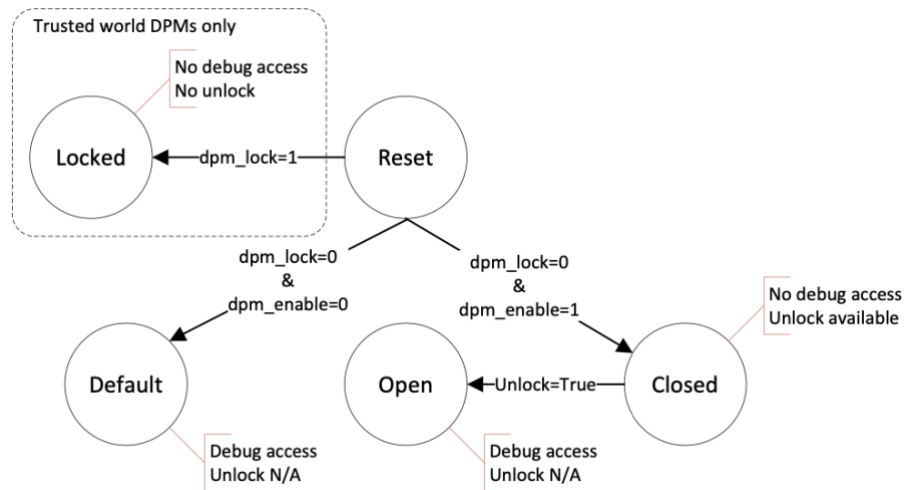 Trusted world DPMs only
No debug access
No unlock
Locked
dpm_lock=1
Reset
dpm_lock=0
&
dpm_enable=0
dpm_lock=0
&
dpm_enable=1
No debug access
Unlock available
Default
Open
Unlock=True
Closed
Debug access
Unlock N/A
Debug access
Unlock N/A